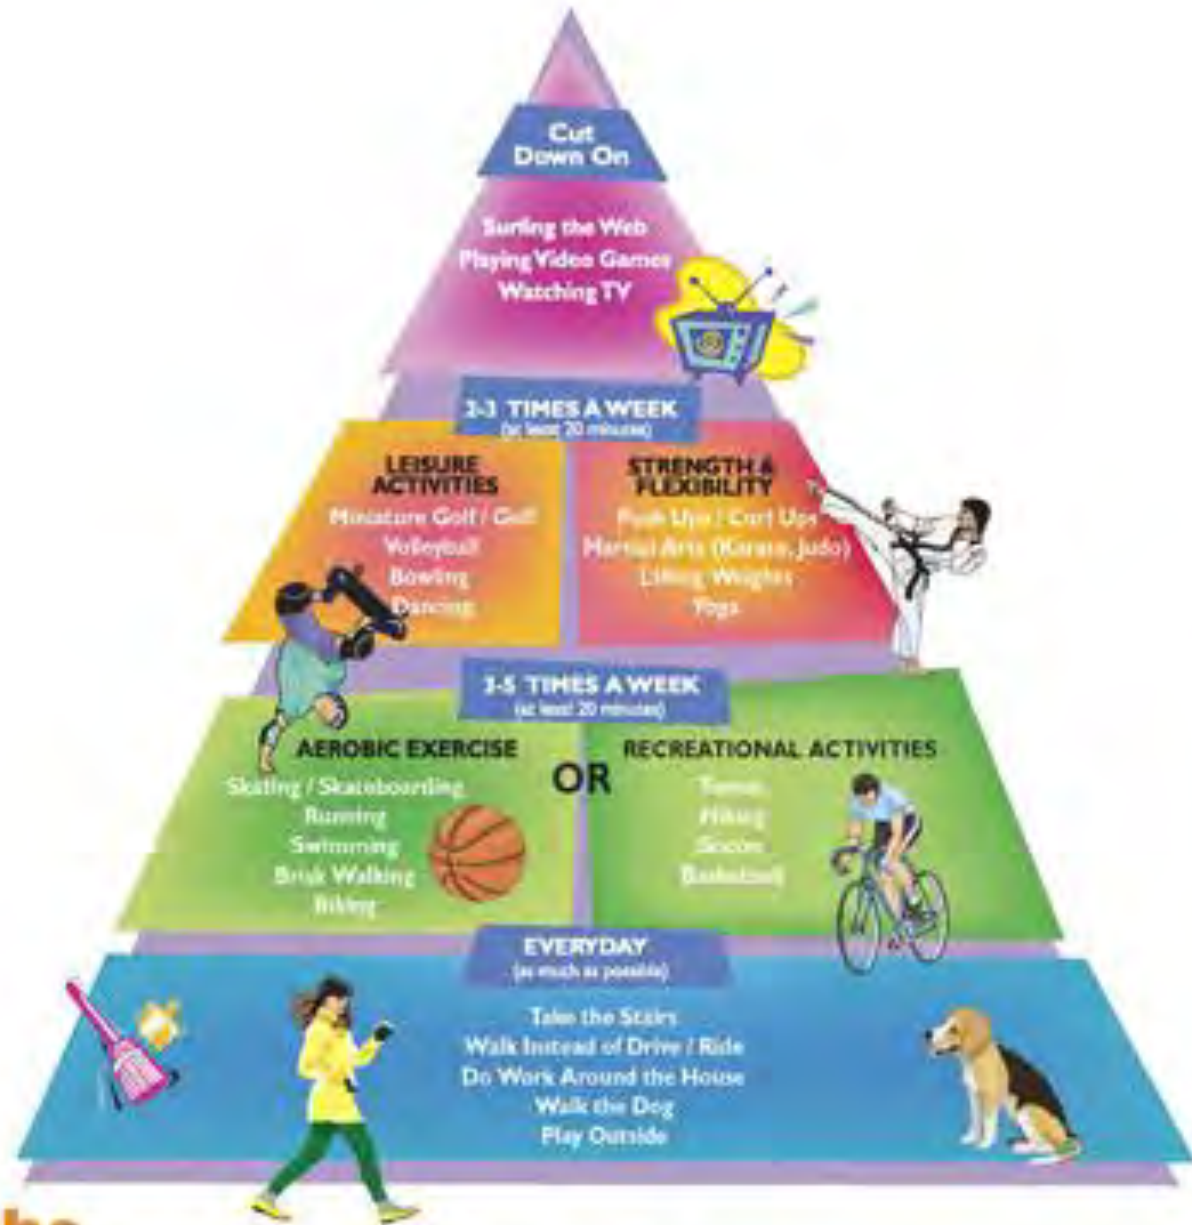 Cut
Down On
Surfing the Web
Playing Video Games
Watching TV
2-3 TIMES A WEEK
(at least 20 minutes)
LEISURE
ACTIVITIES
Miniature Golf / Golf
Volleyball
Bowling
Dancing
STRENGTH &
FLEXIBILITY
Push Ups / Curl Ups
Martial Arts (Karate, Judo)
Lifting Weights
Yoga
3-5 TIMES A WEEK
(at least 20 minutes)
AEROBIC EXERCISE
Skating / Skateboarding
Running
Swimming
Brisk Walking
Biking
OR
RECREATIONAL ACTIVITIES
Tennis
Hiking
Soccer
Basketball
EVERYDAY
(as much as possible)
Take the Stairs
Walk Instead of Drive / Ride
Do Work Around the House
Walk the Dog
Play Outside